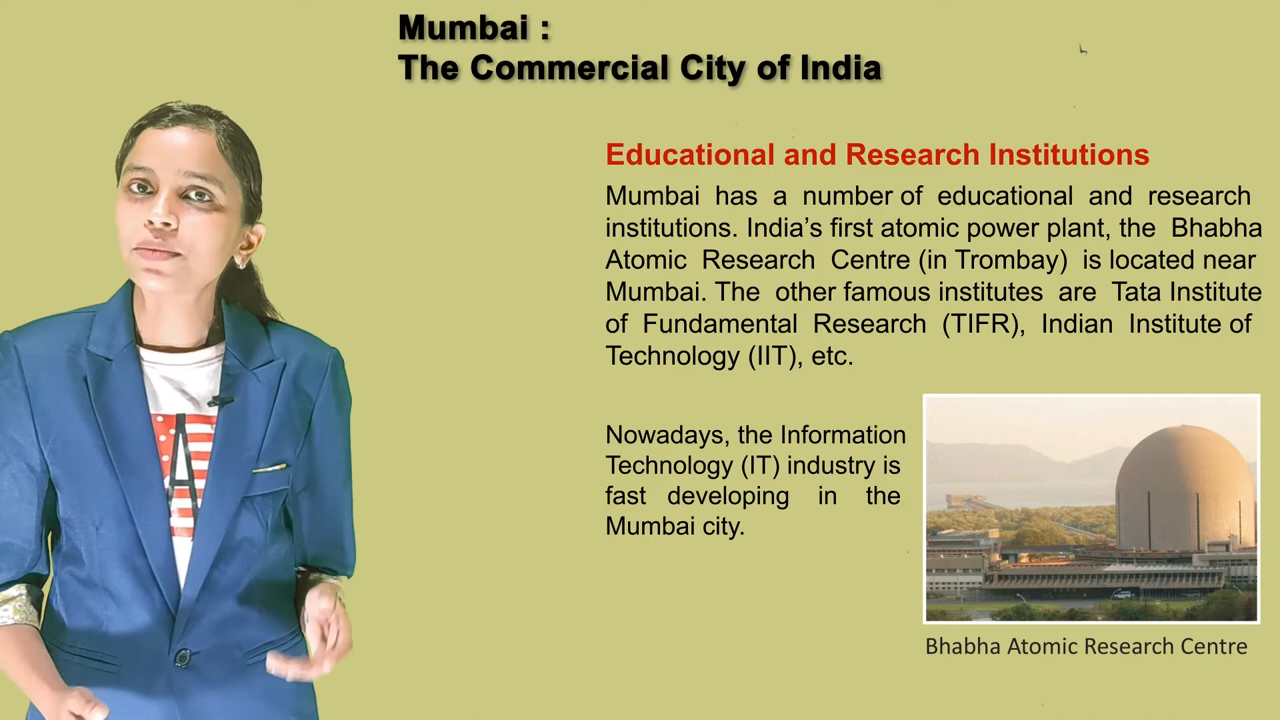 Mumbai :
The Commercial City of India
Educational and Research Institutions
Mumbai has a number of educational and research
institutions. India’s first atomic power plant, the Bhabha
Atomic Research Centre (in Trombay) is located near
Mumbai. The other famous institutes are Tata Institute
of Fundamental Research (TIFR), Indian Institute of
Technology (IIT), etc.
Nowadays, the Information
Technology (IT) industry is
fast developing in the
Mumbai city.
Bhabha Atomic Research Centre
A